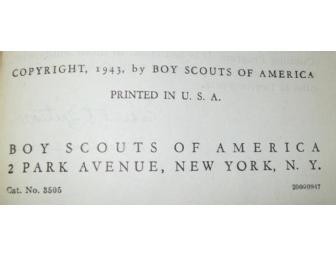 COPYRIGHT, 1943, by BOY SCOUTS OF AMERICA
PRINTED IN U. S. A.
BOY SCOUTS OF AMERICA
2 PARK AVENUE, NEW YORK, N. Y.
Cat. No. 3505